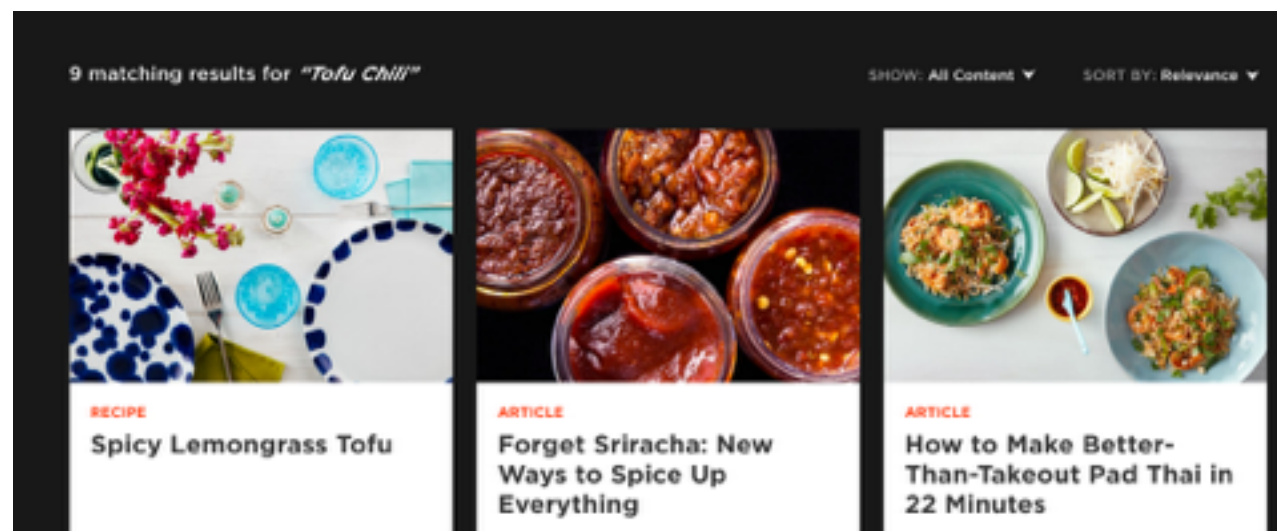 9 matching results for "Tofu Chili"
SHOW: All Content
SORT BY: Relevance
RECIPE
Spicy Lemongrass Tofu
ARTICLE
Forget Sriracha: New
Ways to Spice Up
Everything
ARTICLE
How to Make Better-
Than-Takeout Pad Thai in
22 Minutes